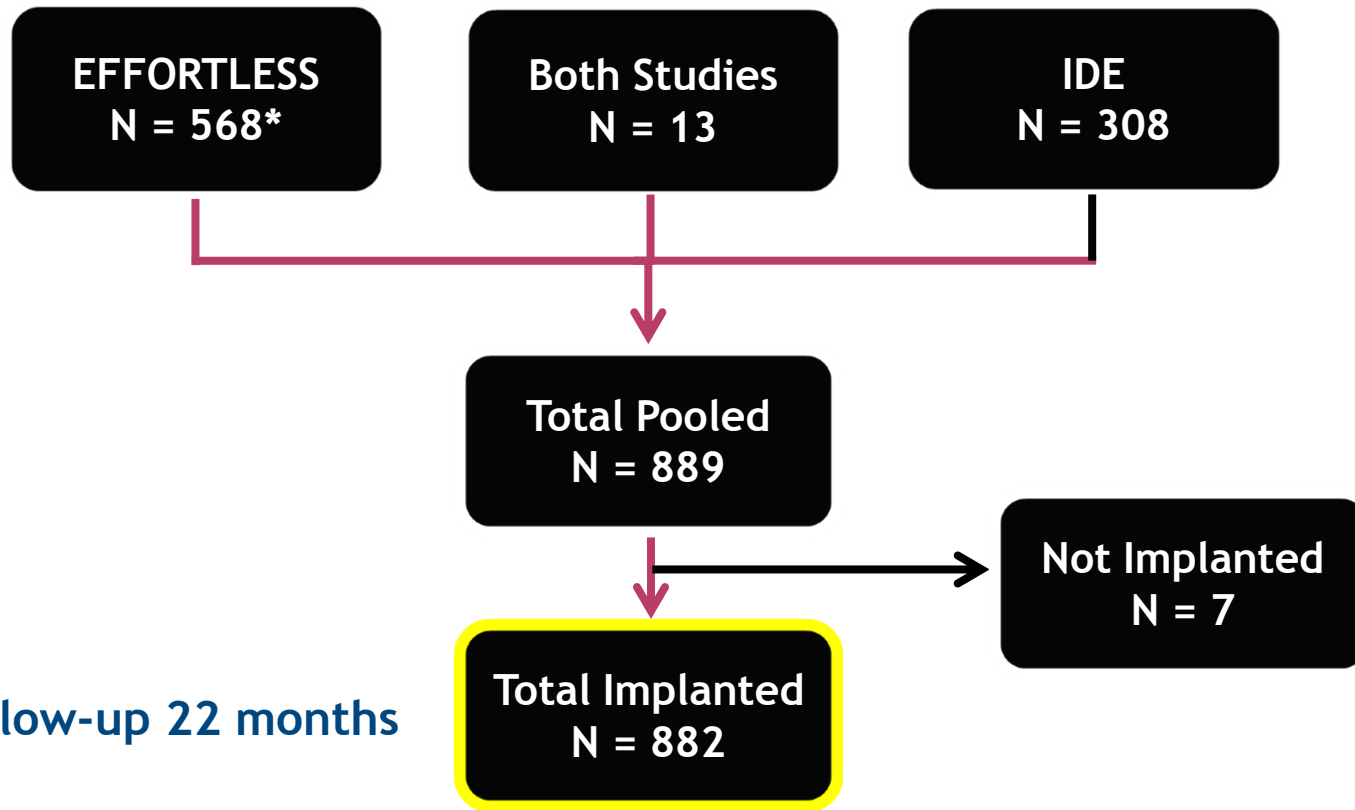 EFFORTLESS
N = 568*
Both Studies
N = 13
IDE
N = 308
Total Pooled
N = 889
Not Implanted
N = 7
Total Implanted
N = 882
low-up 22 months